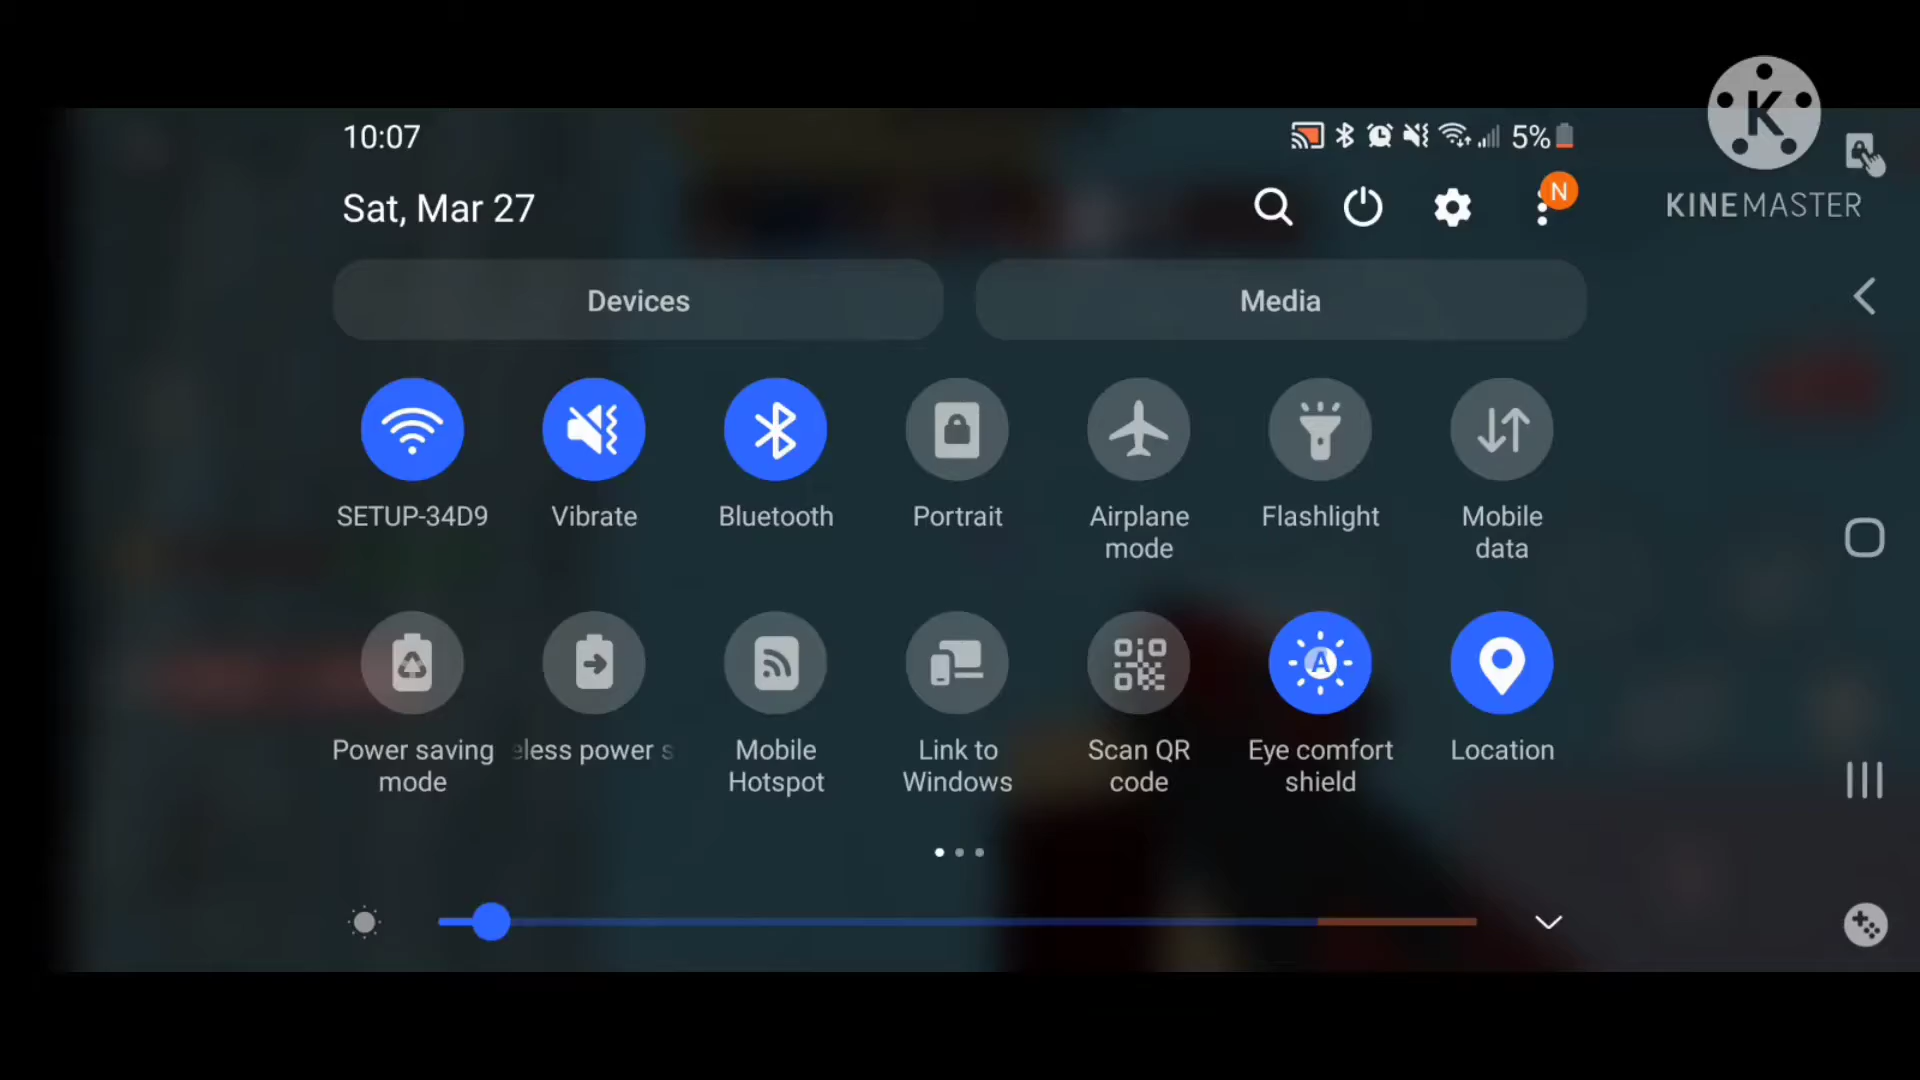 10:07
5%
K
KINEMASTER
Sat, Mar 27
N
Devices
Media
SETUP-34D9
Vibrate
Bluetooth
Portrait
Airplane
mode
Flashlight
Mobile
data
Power saving
mode
eless power s
Mobile
Hotspot
Link to
Windows
Scan QR
code
A
Eye comfort
shield
Location